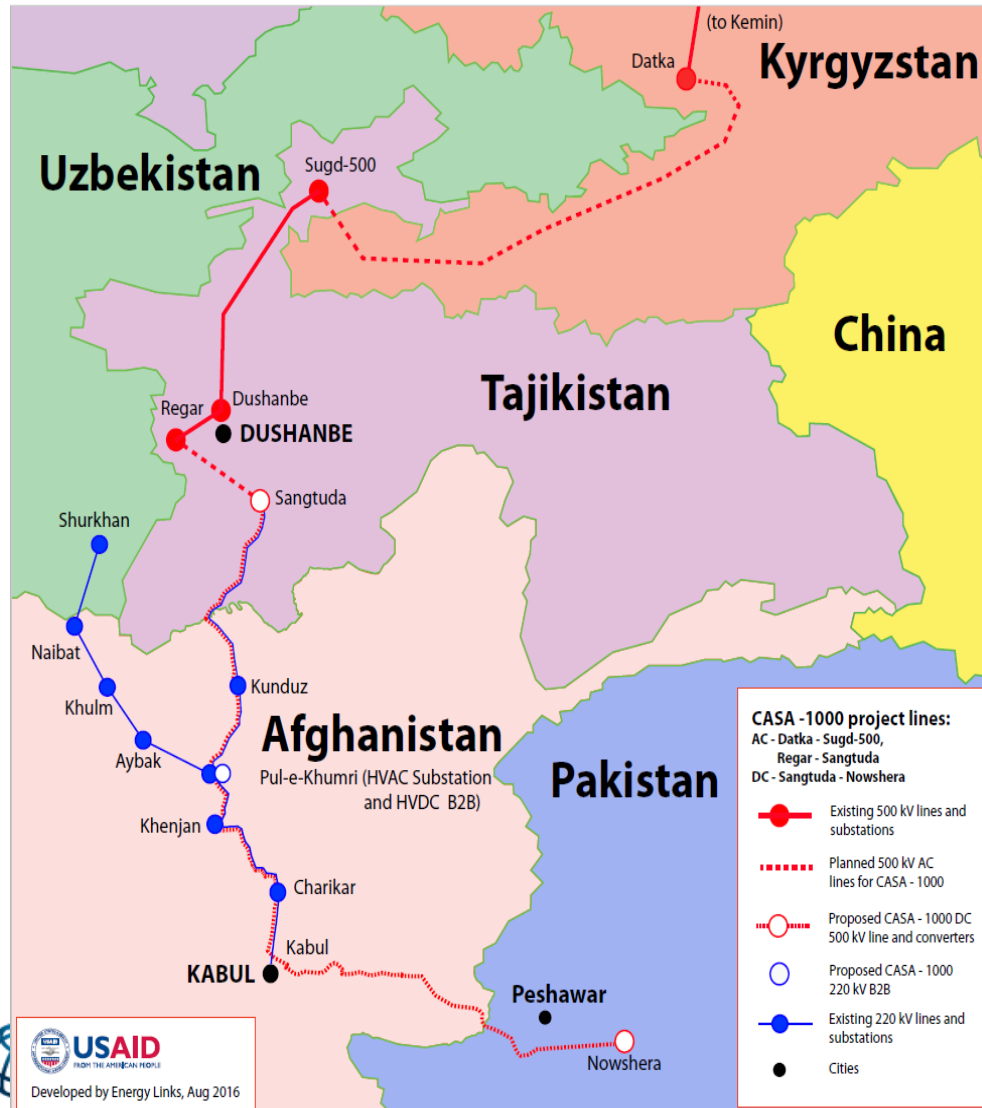 (to Kemin)
Datka
Kyrgyzstan
Uzbekistan
Sugd-500
China
Tajikistan
Regar
Dushanbe
DUSHANBE
Sangtuda
Shurkhan
Naibat
Kunduz
Khulm
Afghanistan
Aybak
Pul-e-Khumri (HVAC Substation
and HVDC B2B)
Pakistan
Khenjan
Charikar
Kabul
KABUL
Peshawar
Nowshera
CASA -1000 project lines:
AC - Datka - Sugd-500,
Regar - Sangtuda
DC - Sangtuda - Nowshera
Existing 500 kV lines and
substations
Planned 500 kV AC
lines for CASA - 1000
Proposed CASA - 1000 DC
500 kV line and converters
Proposed CASA - 1000
220 kV B2B
Existing 220 kV lines and
substations
Cities
USAID
FROM THE AMERICAN PEOPLE
Developed by Energy Links, Aug 2016